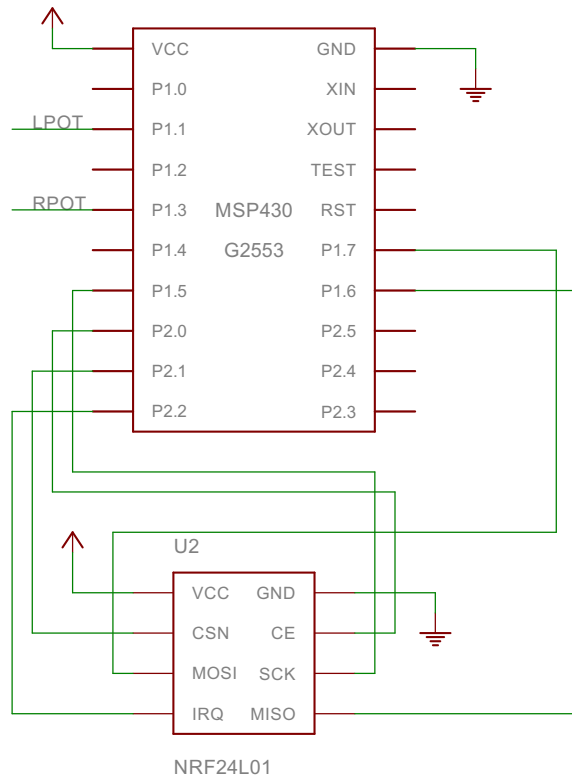 VCC GND
P1.0 XIN
LPOT P1.1 XOUT
P1.2 TEST
RPOT P1.3 MSP430 RST
P1.4 G2553 P1.7
P1.5 P1.6
P2.0 P2.5
P2.1 P2.4
P2.2 P2.3
U2
VCC GND
CSN CE
MOSI SCK
IRQ MISO
NRF24L01